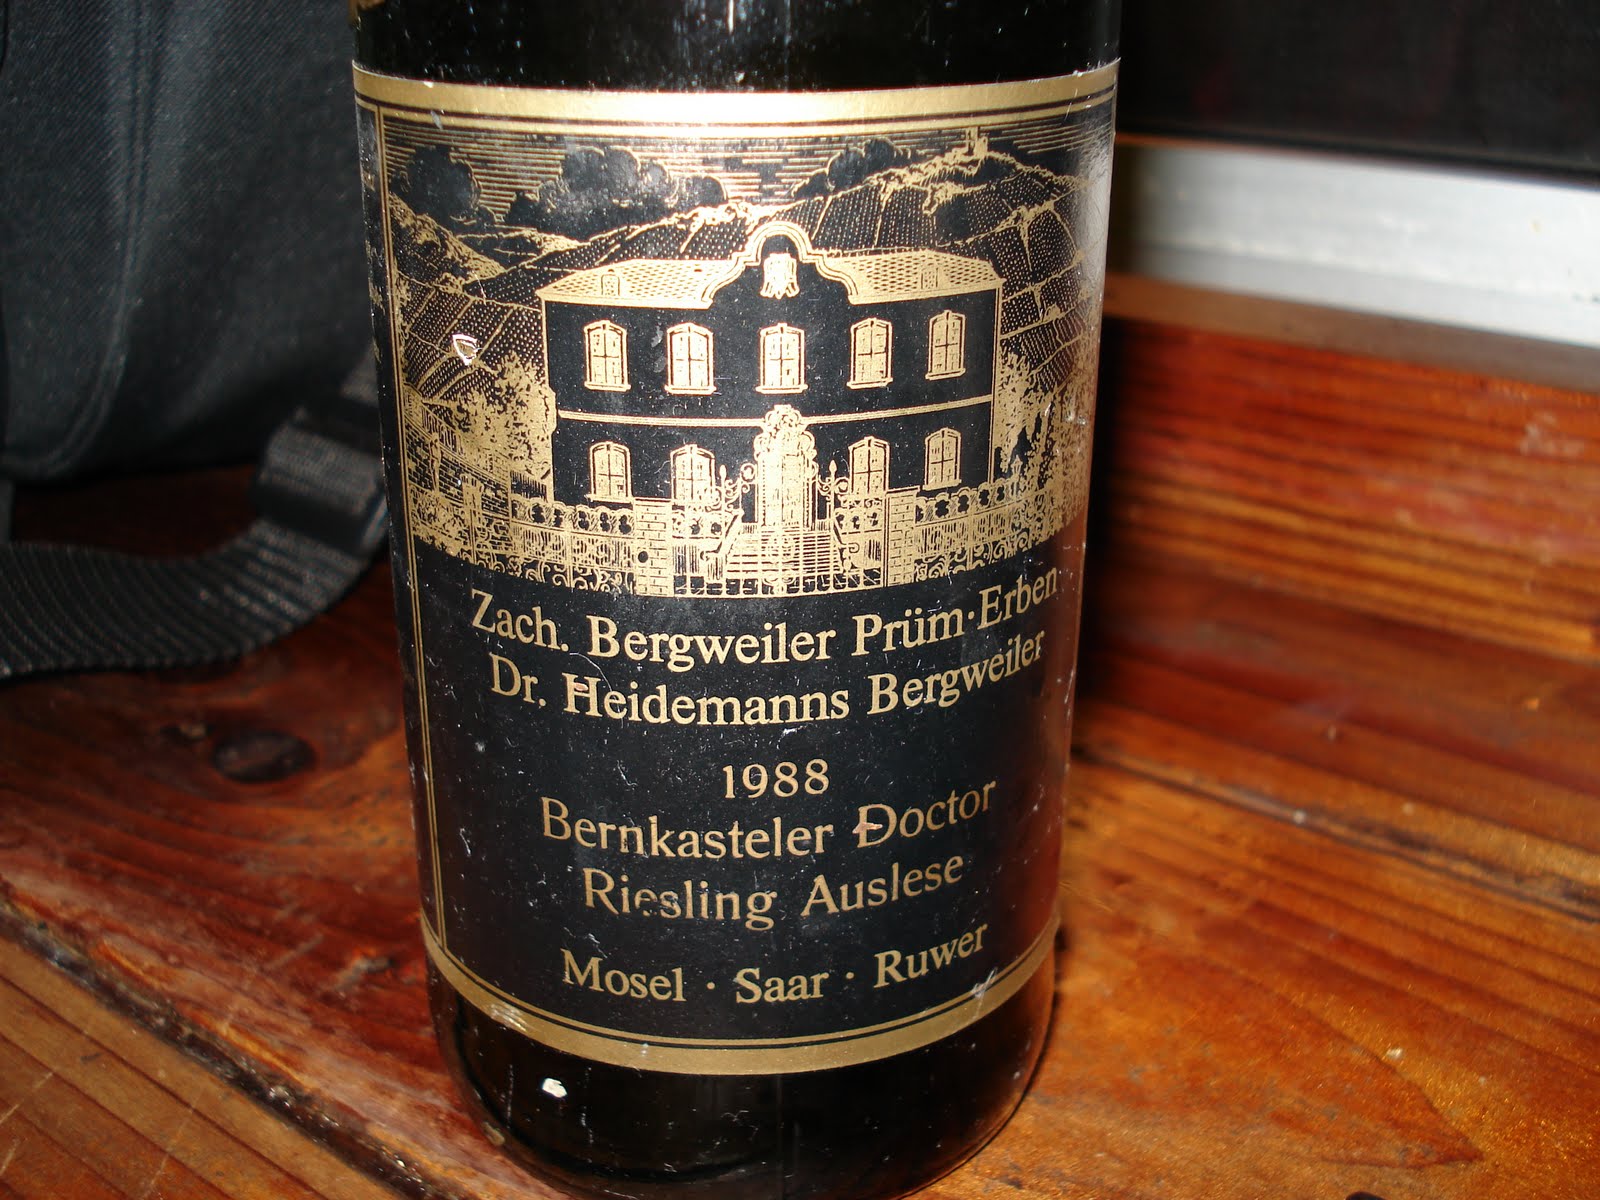 Zach. Bergweiler Prüm·Erben
Dr. Heidemanns Bergweiler
1988
Bernkasteler Doctor
Riesling Auslese
Mosel · Saar · Ruwer